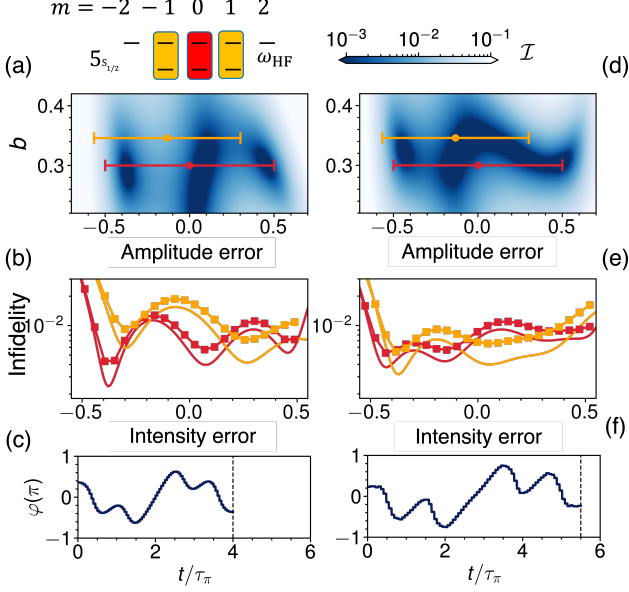 m = −2 −1 0 1 2
5S1/2
ωHF
10−3 10−2 10−1 I
(a)
(d)
b
0.4
0.3
−0.5 0.0 0.5
Amplitude error
0.4
0.3
−0.5 0.0 0.5
Amplitude error
(b)
(e)
Infidelity
10−2
−0.5 0.0 0.5
Intensity error
10−2
−0.5 0.0 0.5
Intensity error
(c)
(f)
φ(π)
1
0
−1
0 2 4 6
t/τπ
1
0
−1
0 2 4 6
t/τπ